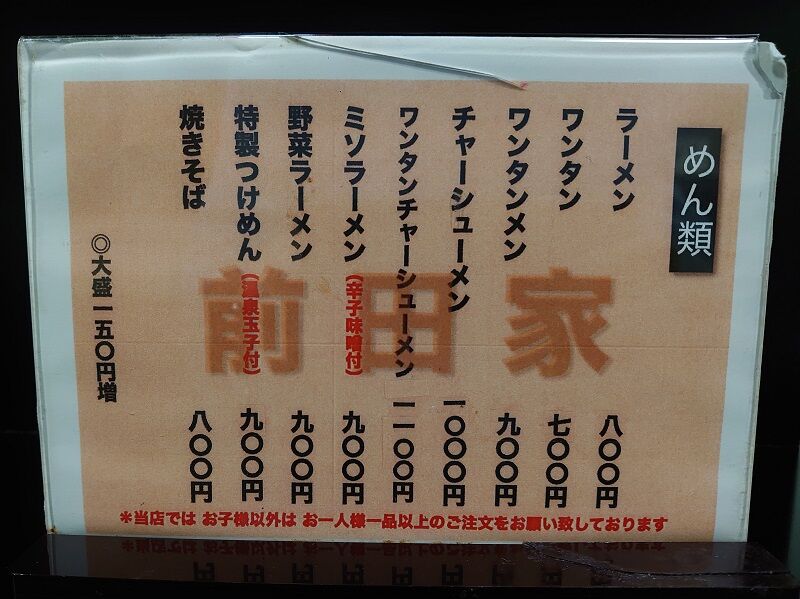 めん類
ラーメン 八〇〇円
ワンタン 七〇〇円
ワンタンメン 九〇〇円
チャーシューメン 一〇〇〇円
ワンタンチャーシューメン 一一〇〇円
ミソラーメン(辛子味噌付) 九〇〇円
野菜ラーメン 九〇〇円
特製つけめん(温泉玉子付) 九〇〇円
焼きそば 八〇〇円
◎大盛一五〇円増
前田家
*当店では お子様以外は お一人様一品以上のご注文をお願い致しております